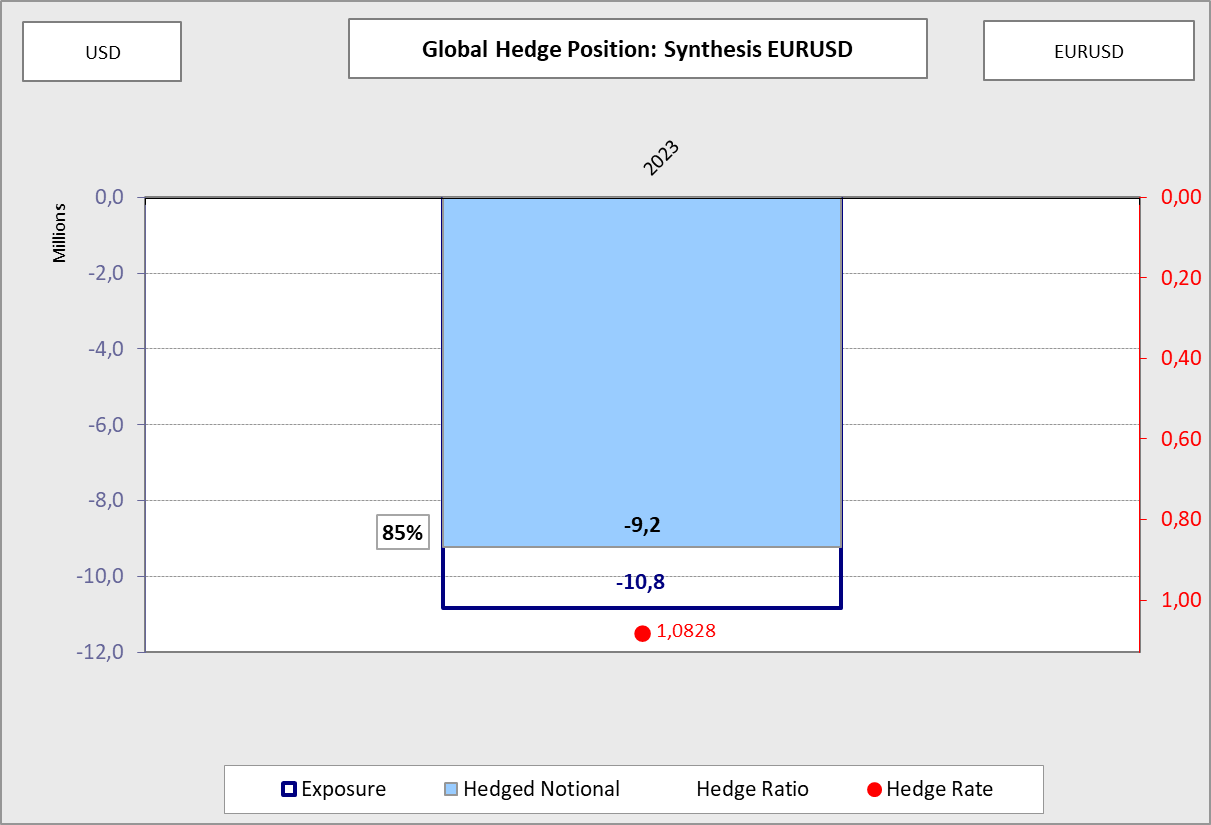 USD
Global Hedge Position: Synthesis EURUSD
EURUSD
2023
Millions
0,0
-2,0
-4,0
-6,0
-8,0
-10,0
-12,0
0,00
0,20
0,40
0,60
0,80
1,00
85%
-9,2
-10,8
1,0828
Exposure
Hedged Notional
Hedge Ratio
Hedge Rate